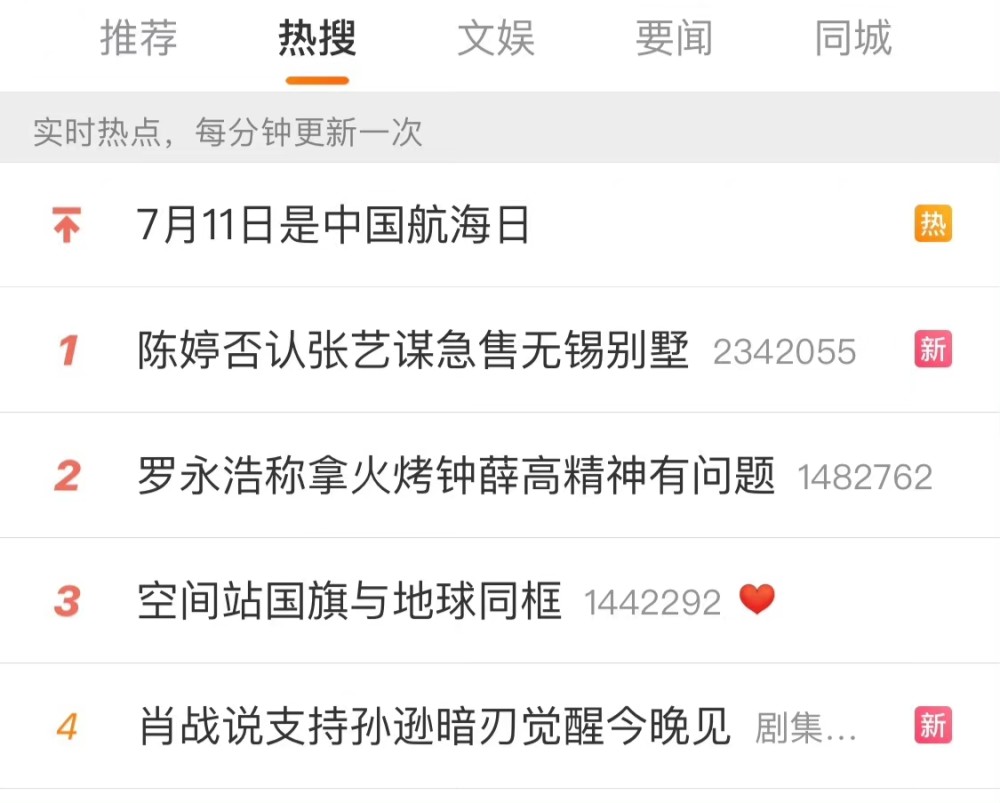 推荐 热搜 文娱 要闻 同城
实时热点，每分钟更新一次
7月11日是中国航海日 热
1 陈婷否认张艺谋急售无锡别墅 2342055 新
2 罗永浩称拿火烤钟薛高精神有问题 1482762
3 空间站国旗与地球同框 1442292
4 肖战说支持孙逊暗刃觉醒今晚见 剧集... 新